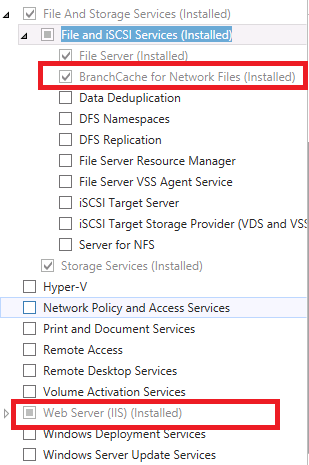 File And Storage Services (Installed)
File and iSCSI Services (Installed)
File Server (Installed)
BranchCache for Network Files (Installed)
Data Deduplication
DFS Namespaces
DFS Replication
File Server Resource Manager
File Server VSS Agent Service
iSCSI Target Server
iSCSI Target Storage Provider (VDS and VSS
Server for NFS
Storage Services (Installed)
Hyper-V
Network Policy and Access Services
Print and Document Services
Remote Access
Remote Desktop Services
Volume Activation Services
Web Server (IIS) (Installed)
Windows Deployment Services
Windows Server Update Services